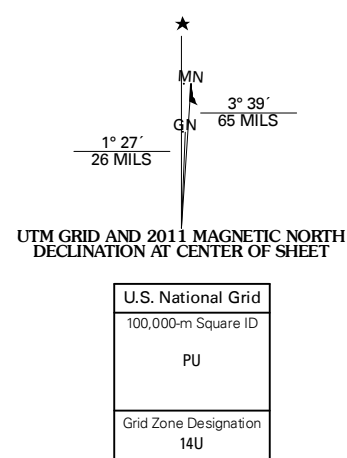 ★
MN
GN
3° 39´
65 MILS
1° 27´
26 MILS
UTM GRID AND 2011 MAGNETIC NORTH
DECLINATION AT CENTER OF SHEET
U.S. National Grid
100,000-m Square ID
PU
Grid Zone Designation
14U